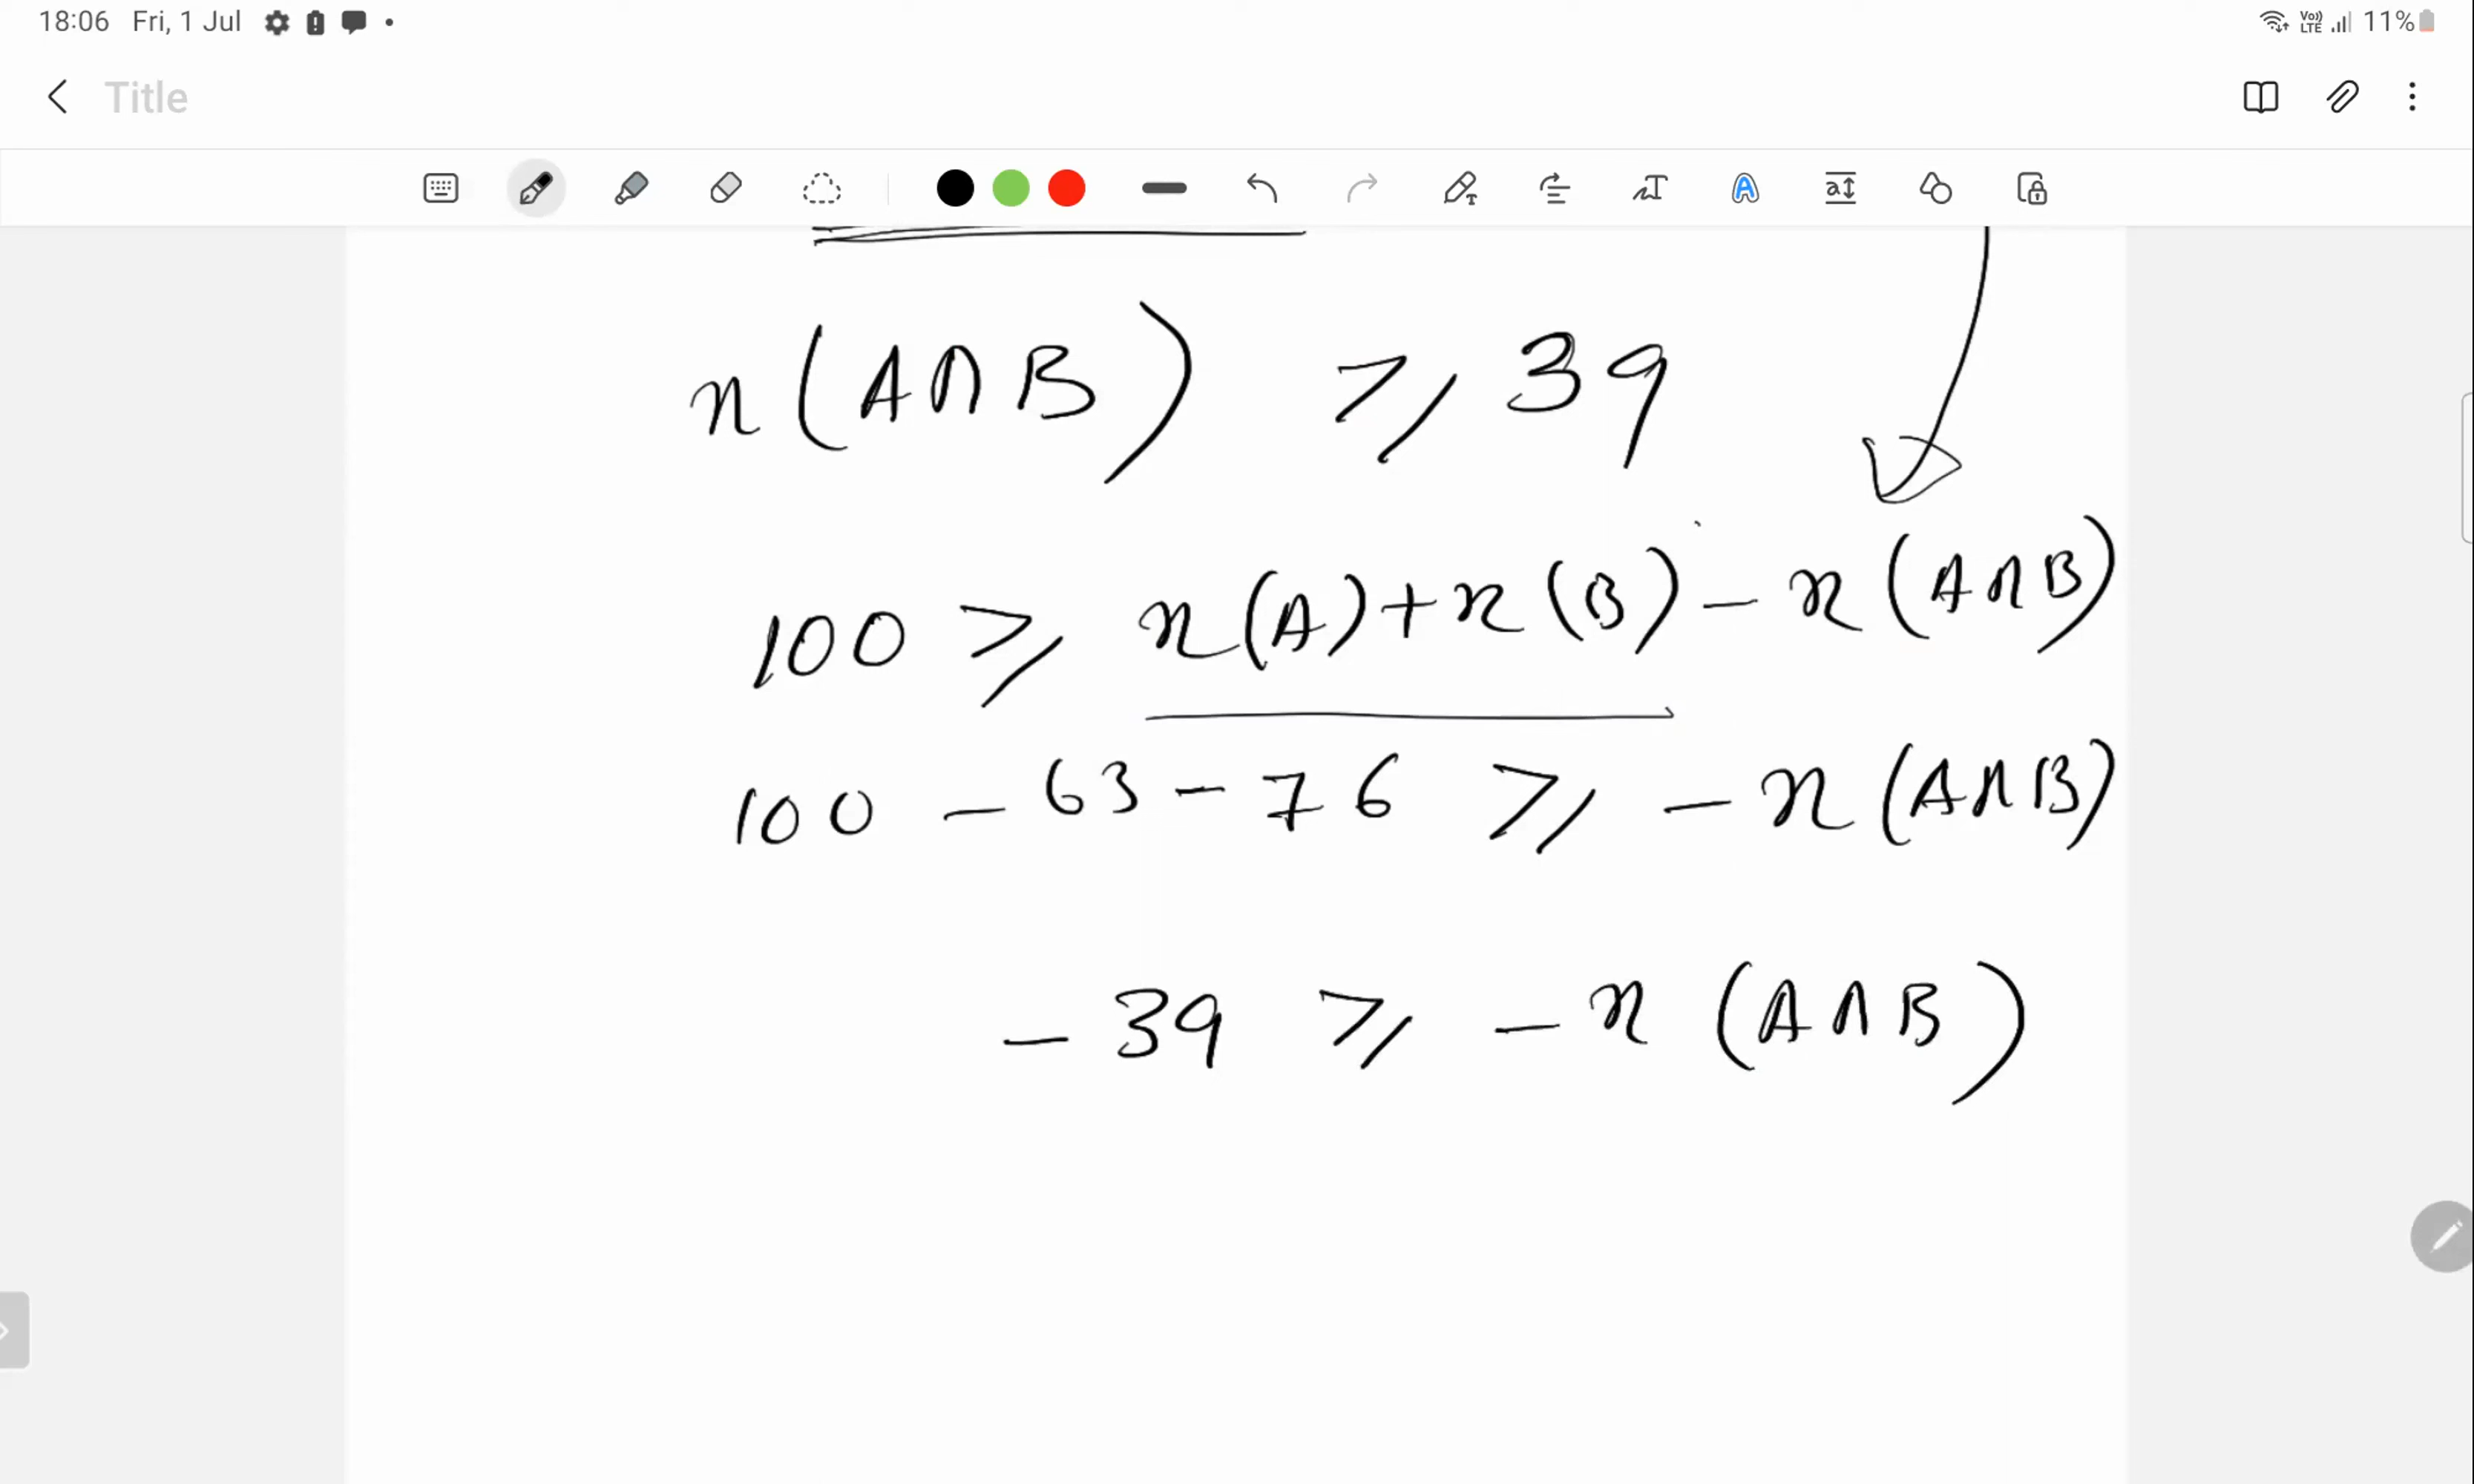 18:06 Fri, 1 Jul 11%
Title
n(A∩B) ⩾ 39
100 ⩾ n(A)+n(B) - n(A∩B)
100 - 63 - 76 ⩾ - n(A∩B)
- 39 ⩾ - n(A∩B)